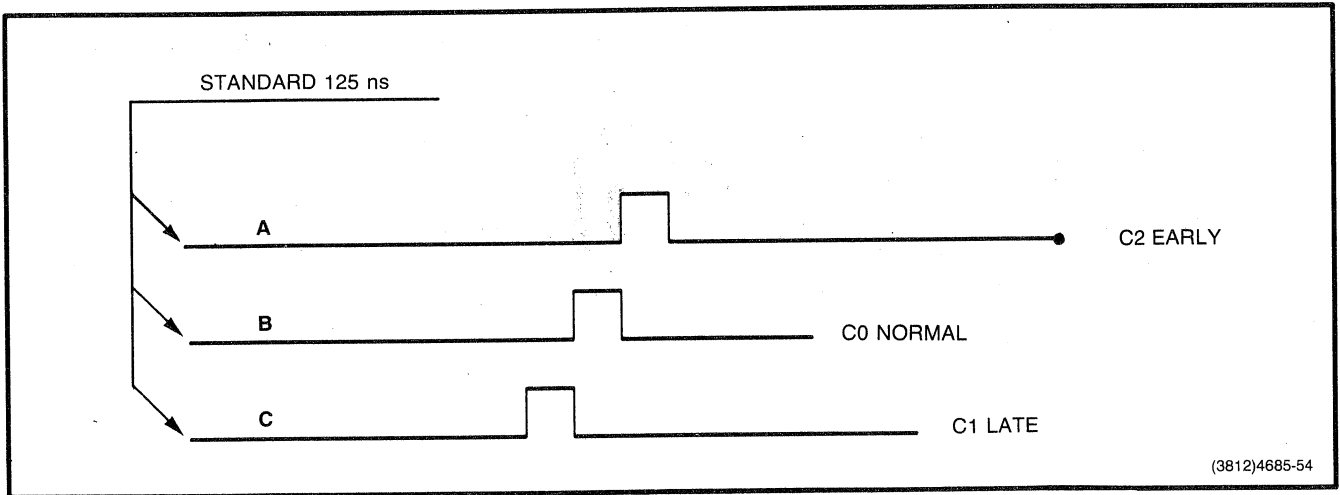 STANDARD 125 ns
A
C2 EARLY
B
C0 NORMAL
C
C1 LATE
(3812)4685-54